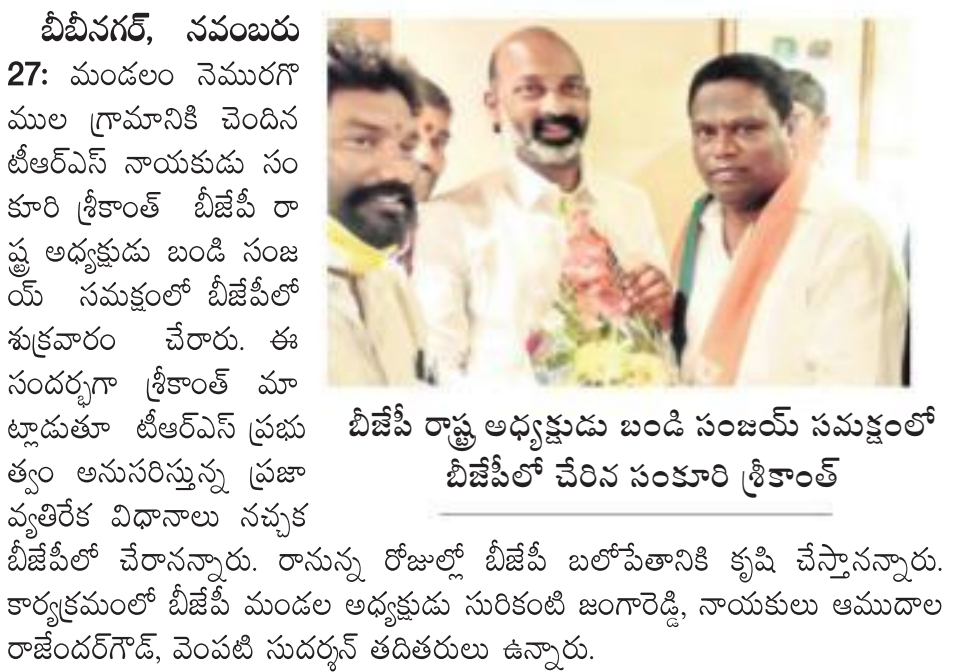 బీబీనగర్, నవంబరు
27: మండలం నెమురగొ
ముల గ్రామానికి చెందిన
టీఆర్ఎస్ నాయకుడు సం
కూరి శ్రీకాంత్ బీజేపీ రా
ష్ట్ర అధ్యక్షుడు బండి సంజ
య్ సమక్షంలో బీజేపీలో
శుక్రవారం చేరారు. ఈ
సందర్భగా శ్రీకాంత్ మా
ట్లాడుతూ టీఆర్ఎస్ ప్రభు
త్వం అనుసరిస్తున్న ప్రజా
వ్యతిరేక విధానాలు నచ్చక
బీజేపీలో చేరానన్నారు. రానున్న రోజుల్లో బీజేపీ బలోపేతానికి కృషి చేస్తానన్నారు.
కార్యక్రమంలో బీజేపీ మండల అధ్యక్షుడు సురికంటి జంగారెడ్డి, నాయకులు ఆముదాల
రాజేందర్‌గౌడ్, వెంపటి సుదర్శన్ తదితరులు ఉన్నారు.
బీజేపీ రాష్ట్ర అధ్యక్షుడు బండి సంజయ్ సమక్షంలో
బీజేపీలో చేరిన సంకూరి శ్రీకాంత్